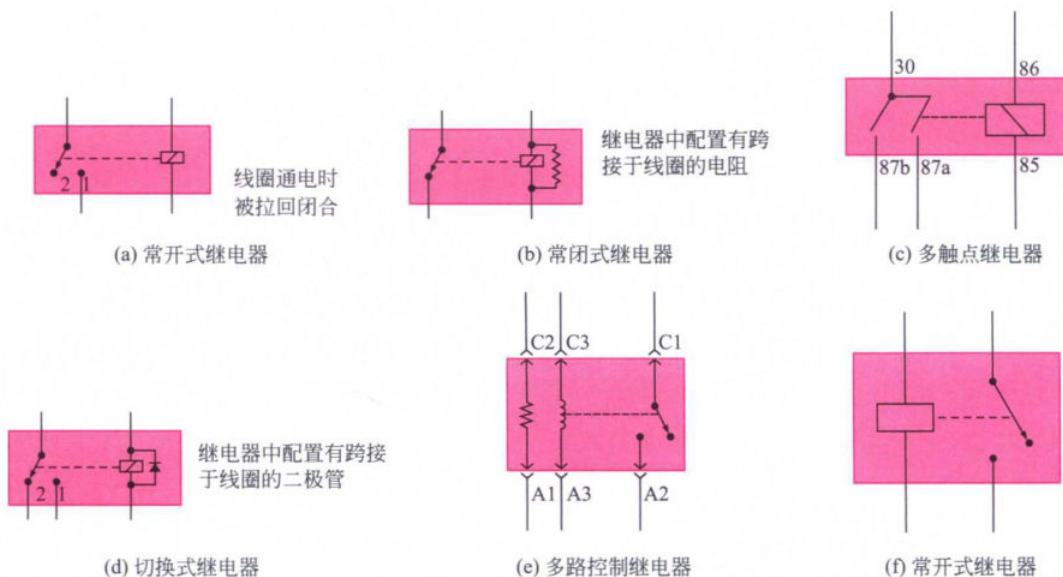 30
86
87b 87a
85
2 1
线圈通电时
被拉回闭合
继电器中配置有跨
接于线圈的电阻
(a) 常开式继电器
(b) 常闭式继电器
(c) 多触点继电器
C2 C3 C1
A1 A3 A2
2 1
继电器中配置有跨接
于线圈的二极管
(d) 切换式继电器
(e) 多路控制继电器
(f) 常开式继电器